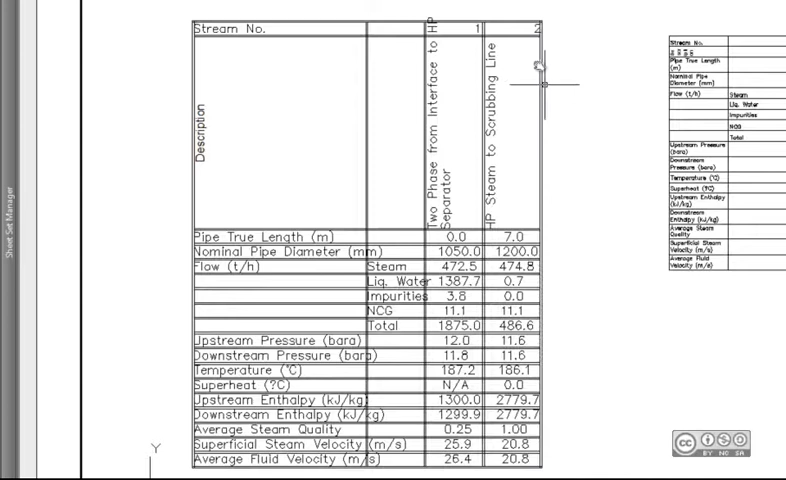 Stream No. 1 2
Description
Two Phase from Interface to HP
Separator
HP Steam to Scrubbing Line
Pipe True Length (m) 0.0 7.0
Nominal Pipe Diameter (mm) 1050.0 1200.0
Flow (t/h) Steam 472.5 474.8
Liq. Water 1387.7 0.7
Impurities 3.8 0.0
NCG 11.1 11.1
Total 1875.0 486.6
Upstream Pressure (bara) 12.0 11.6
Downstream Pressure (bara) 11.8 11.6
Temperature (°C) 187.2 186.1
Superheat (?C) N/A 0.0
Upstream Enthalpy (kJ/kg) 1300.0 2779.7
Downstream Enthalpy (kJ/kg) 1299.9 2779.7
Average Steam Quality 0.25 1.00
Superficial Steam Velocity (m/s) 25.9 20.8
Average Fluid Velocity (m/s) 26.4 20.8
Sheet Set Manager
Y
Stream No.
Pipe True Length
(m)
Nominal Pipe
Diameter (mm)
Flow (t/h) Steam
Liq. Water
Impurities
NCG
Total
Upstream Pressure
(bara)
Downstream
Pressure (bara)
Temperature (°C)
Superheat (?C)
Upstream Enthalpy
(kJ/kg)
Downstream
Enthalpy (kJ/kg)
Average Steam
Quality
Superficial Steam
Velocity (m/s)
Average Fluid
Velocity (m/s)
cc
BY NC SA